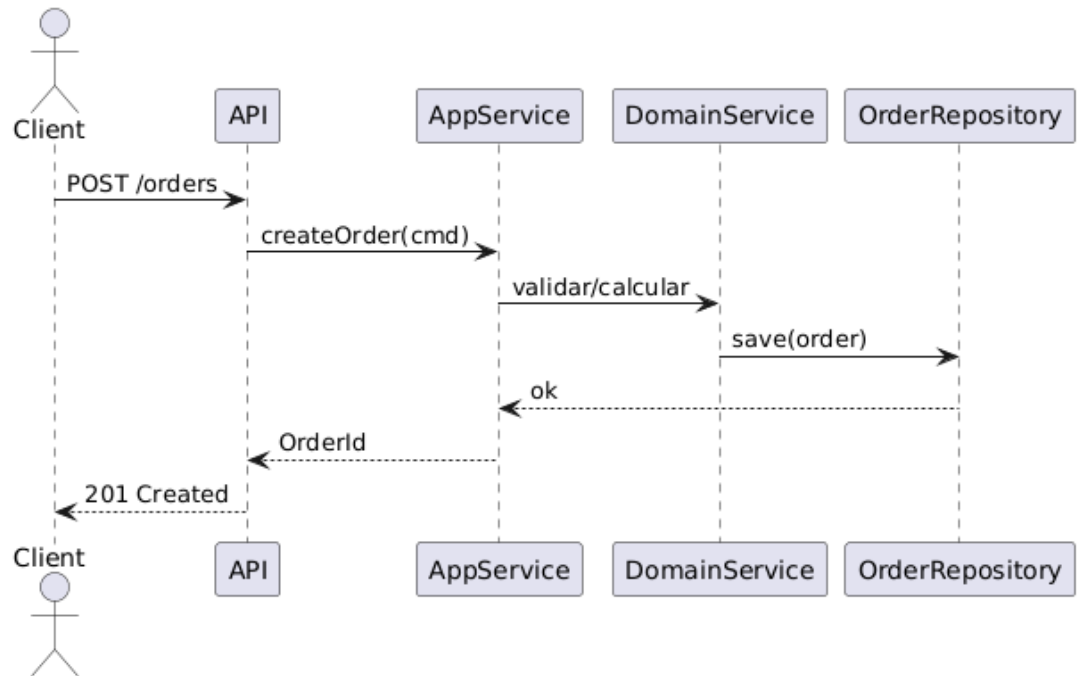 Client
API
AppService
DomainService
OrderRepository
POST /orders
createOrder(cmd)
validar/calcular
save(order)
ok
OrderId
201 Created
Client
API
AppService
DomainService
OrderRepository